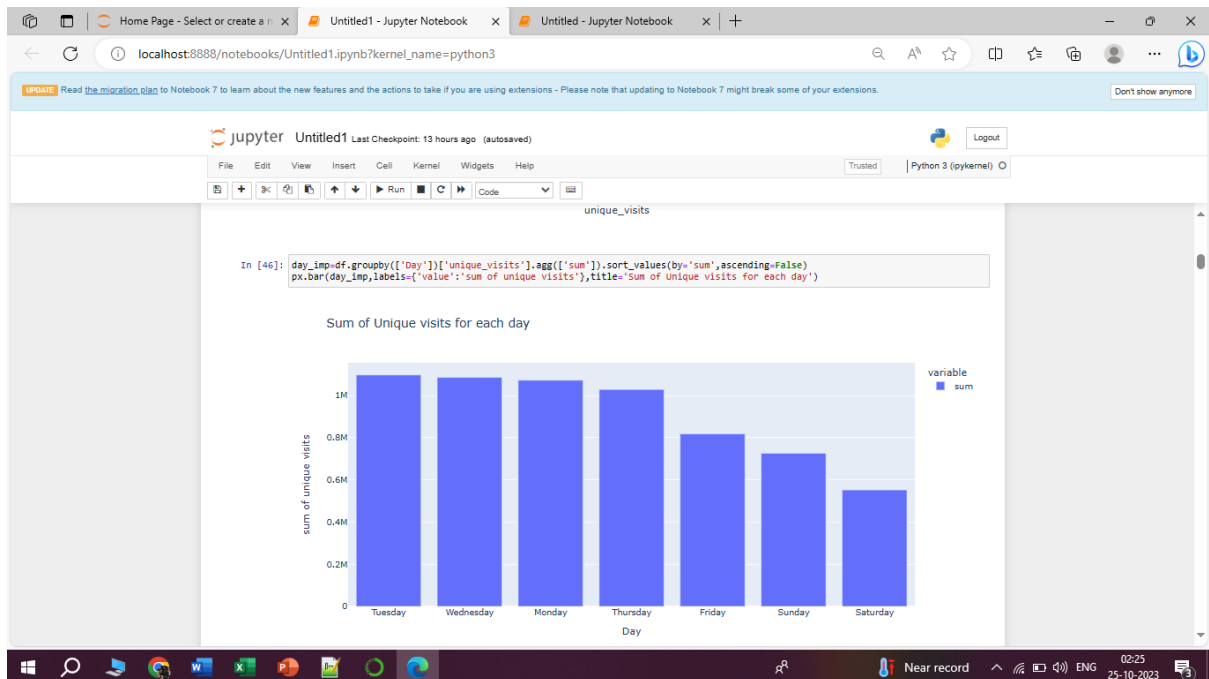 Home Page - Select or create a n
Untitled1 - Jupyter Notebook
Untitled - Jupyter Notebook
localhost:8888/notebooks/Untitled1.ipynb?kernel_name=python3
UPDATE Read the migration plan to Notebook 7 to learn about the new features and the actions to take if you are using extensions - Please note that updating to Notebook 7 might break some of your extensions.
Don't show anymore
jupyter Untitled1 Last Checkpoint: 13 hours ago (autosaved)
Logout
File Edit View Insert Cell Kernel Widgets Help
Trusted
Python 3 (ipykernel)
Run
Code
unique_visits
In [46]: day_imp=df.groupby(['Day'])['unique_visits'].agg(['sum']).sort_values(by='sum',ascending=False)
px.bar(day_imp,labels={'value':'sum of unique visits'},title='Sum of Unique visits for each day')
Sum of Unique visits for each day
variable
sum
1M
0.8M
0.6M
0.4M
0.2M
0
sum of unique visits
Tuesday Wednesday Monday Thursday Friday Sunday Saturday
Day
Near record
ENG
02:25
25-10-2023
3